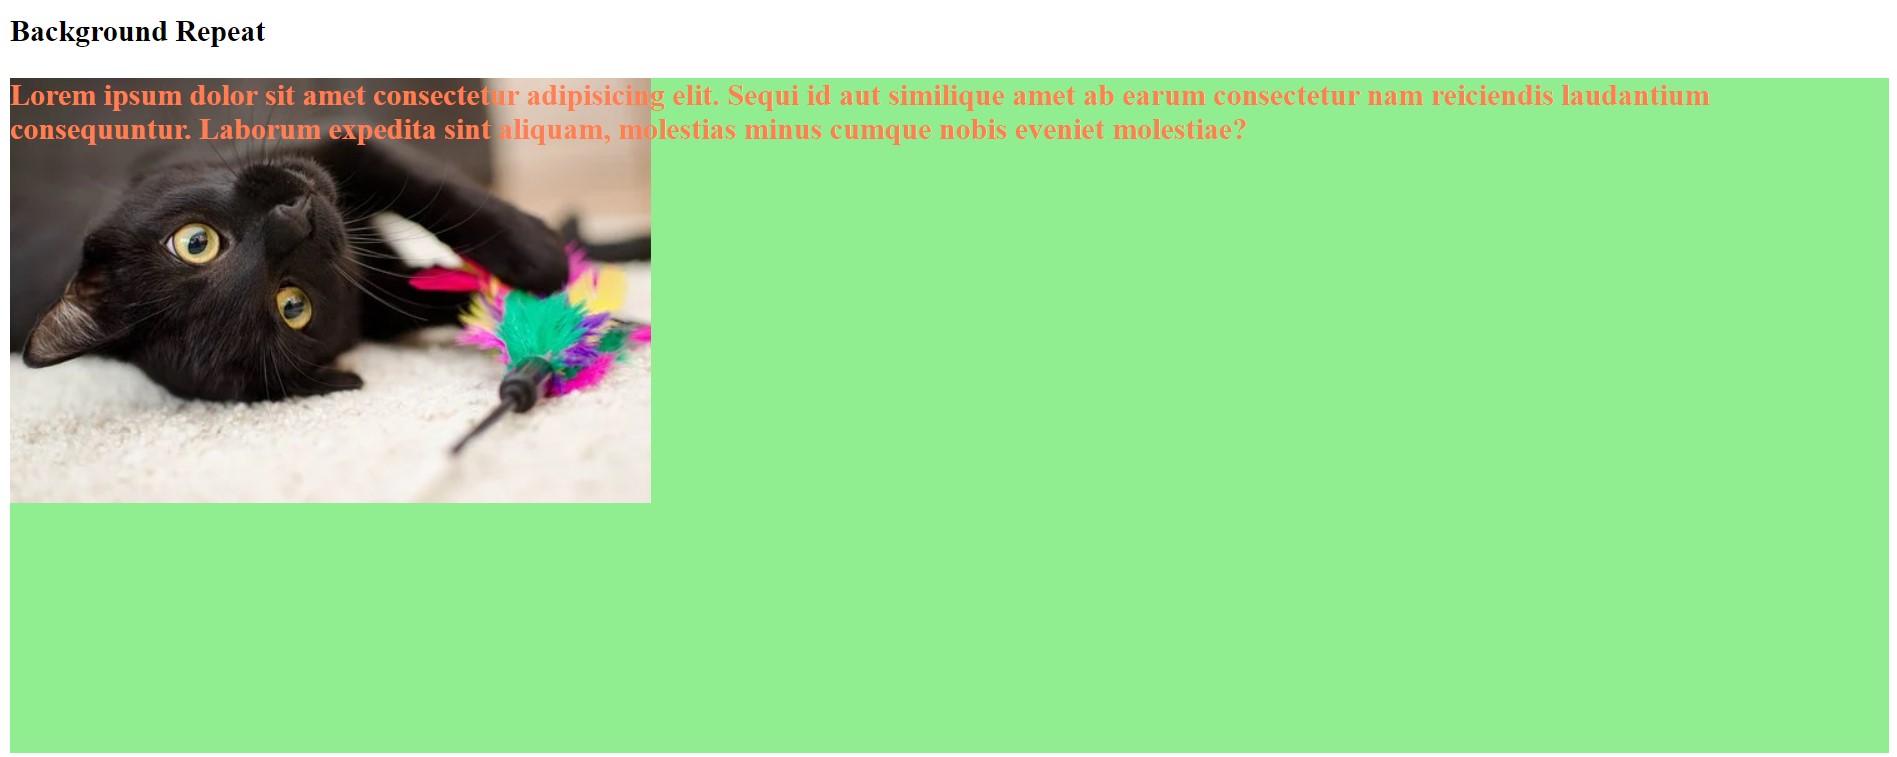 Background Repeat
Lorem ipsum dolor sit amet consectetur adipisicing elit. Sequi id aut similique amet ab earum consectetur nam reiciendis laudantium
consequuntur. Laborum expedita sint aliquam, molestias minus cumque nobis eveniet molestiae?